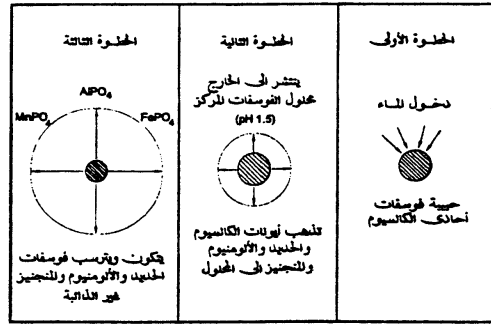 الخطوة الأولى
دخول الماء
حبيبة فوسفات
أحادى الكالسيوم
الخطوة الثانية
ينتشر إلى الخارج
محلول الفوسفات المركز
(pH 1.5)
تذهب أيونات الكالسيوم
والحديد والألومنيوم
والمنجنيز إلى المحلول
الخطوة الثالثة
AlPO4
MnPO4
FePO4
يتكون ويترسب فوسفات
الحديد والألومنيوم والمنجنيز
غير الذائبة